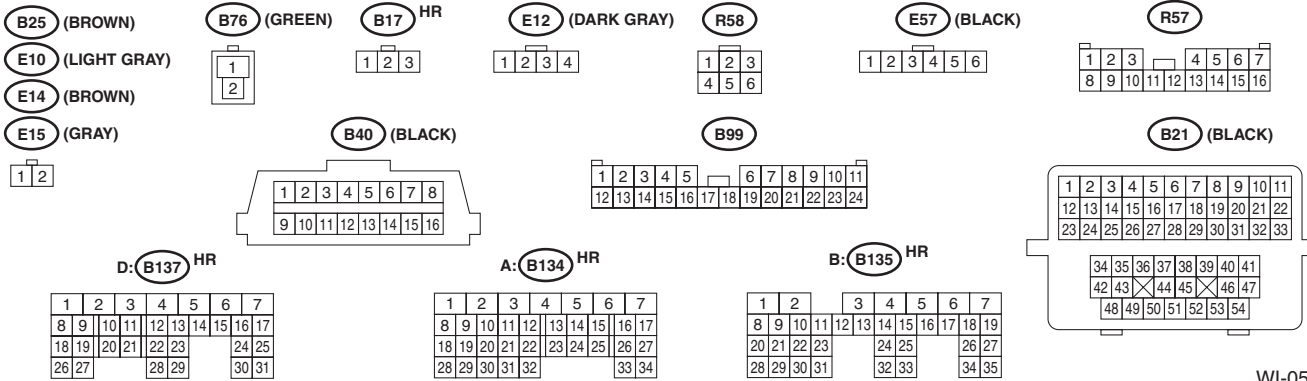 B25 (BROWN)
E10 (LIGHT GRAY)
E14 (BROWN)
E15 (GRAY)
1 2
B76 (GREEN)
1
2
B17 HR
1 2 3
E12 (DARK GRAY)
1 2 3 4
R58
1 2 3
4 5 6
E57 (BLACK)
1 2 3 4 5 6
R57
1 2 3 4 5 6 7
8 9 10 11 12 13 14 15 16
B40 (BLACK)
1 2 3 4 5 6 7 8
9 10 11 12 13 14 15 16
B99
1 2 3 4 5 6 7 8 9 10 11
12 13 14 15 16 17 18 19 20 21 22 23 24
B21 (BLACK)
1 2 3 4 5 6 7 8 9 10 11
12 13 14 15 16 17 18 19 20 21 22
23 24 25 26 27 28 29 30 31 32 33
34 35 36 37 38 39 40 41
42 43 44 45 46 47
48 49 50 51 52 53 54
D: B137 HR
1 2 3 4 5 6 7
8 9 10 11 12 13 14 15 16 17
18 19 20 21 22 23 24 25
26 27 28 29 30 31
A: B134 HR
1 2 3 4 5 6 7
8 9 10 11 12 13 14 15 16 17
18 19 20 21 22 23 24 25 26 27
28 29 30 31 32 33 34
B: B135 HR
1 2 3 4 5 6 7
8 9 10 11 12 13 14 15 16 17 18 19
20 21 22 23 24 25 26 27
28 29 30 31 32 33 34 35